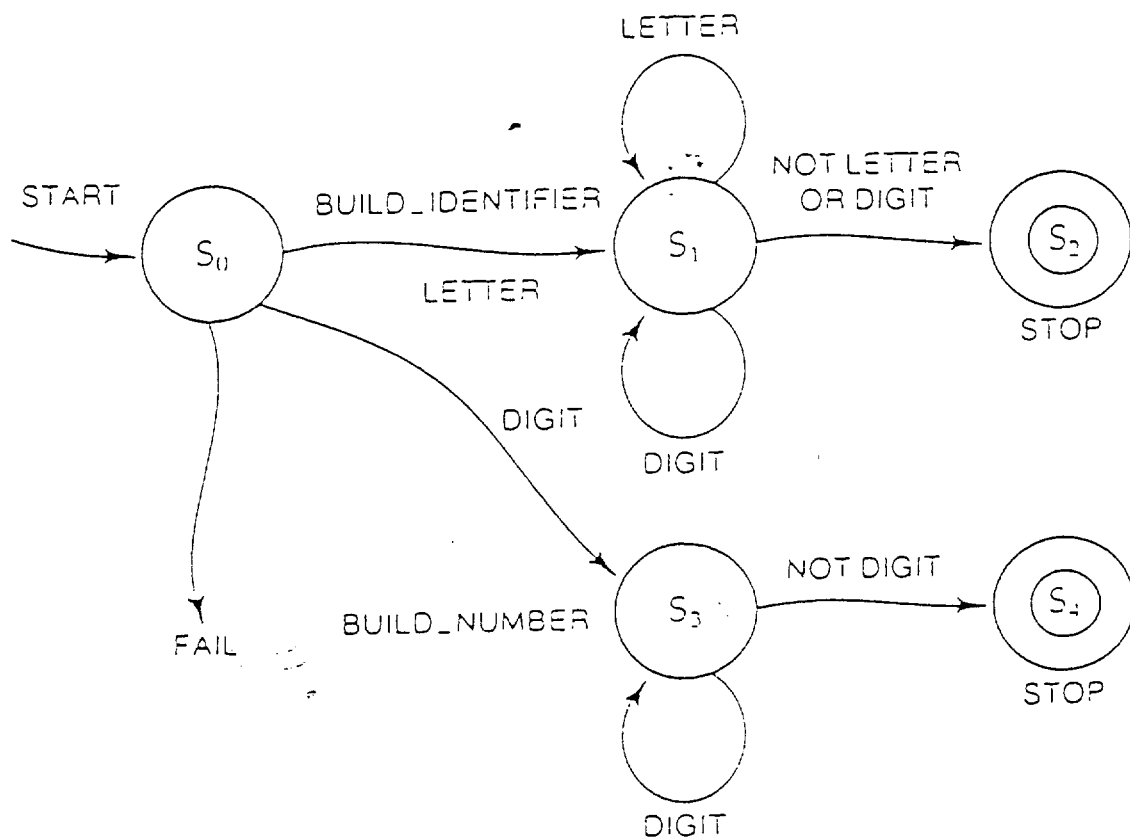 LETTER
START
BUILD_IDENTIFIER
NOT LETTER
OR DIGIT
S₀
S₁
S₂
LETTER
STOP
DIGIT
DIGIT
NOT DIGIT
S₃
S₄
BUILD_NUMBER
FAIL
STOP
DIGIT